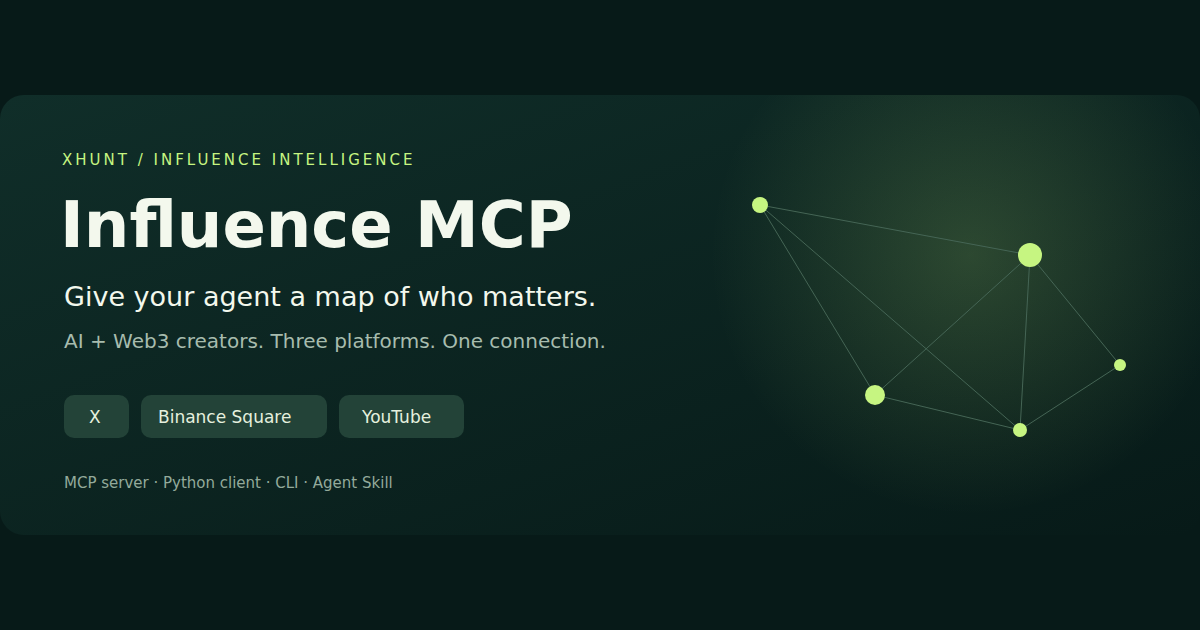 XHUNT / INFLUENCE INTELLIGENCE
Influence MCP
Give your agent a map of who matters.
AI + Web3 creators. Three platforms. One connection.
X
Binance Square
YouTube
MCP server · Python client · CLI · Agent Skill